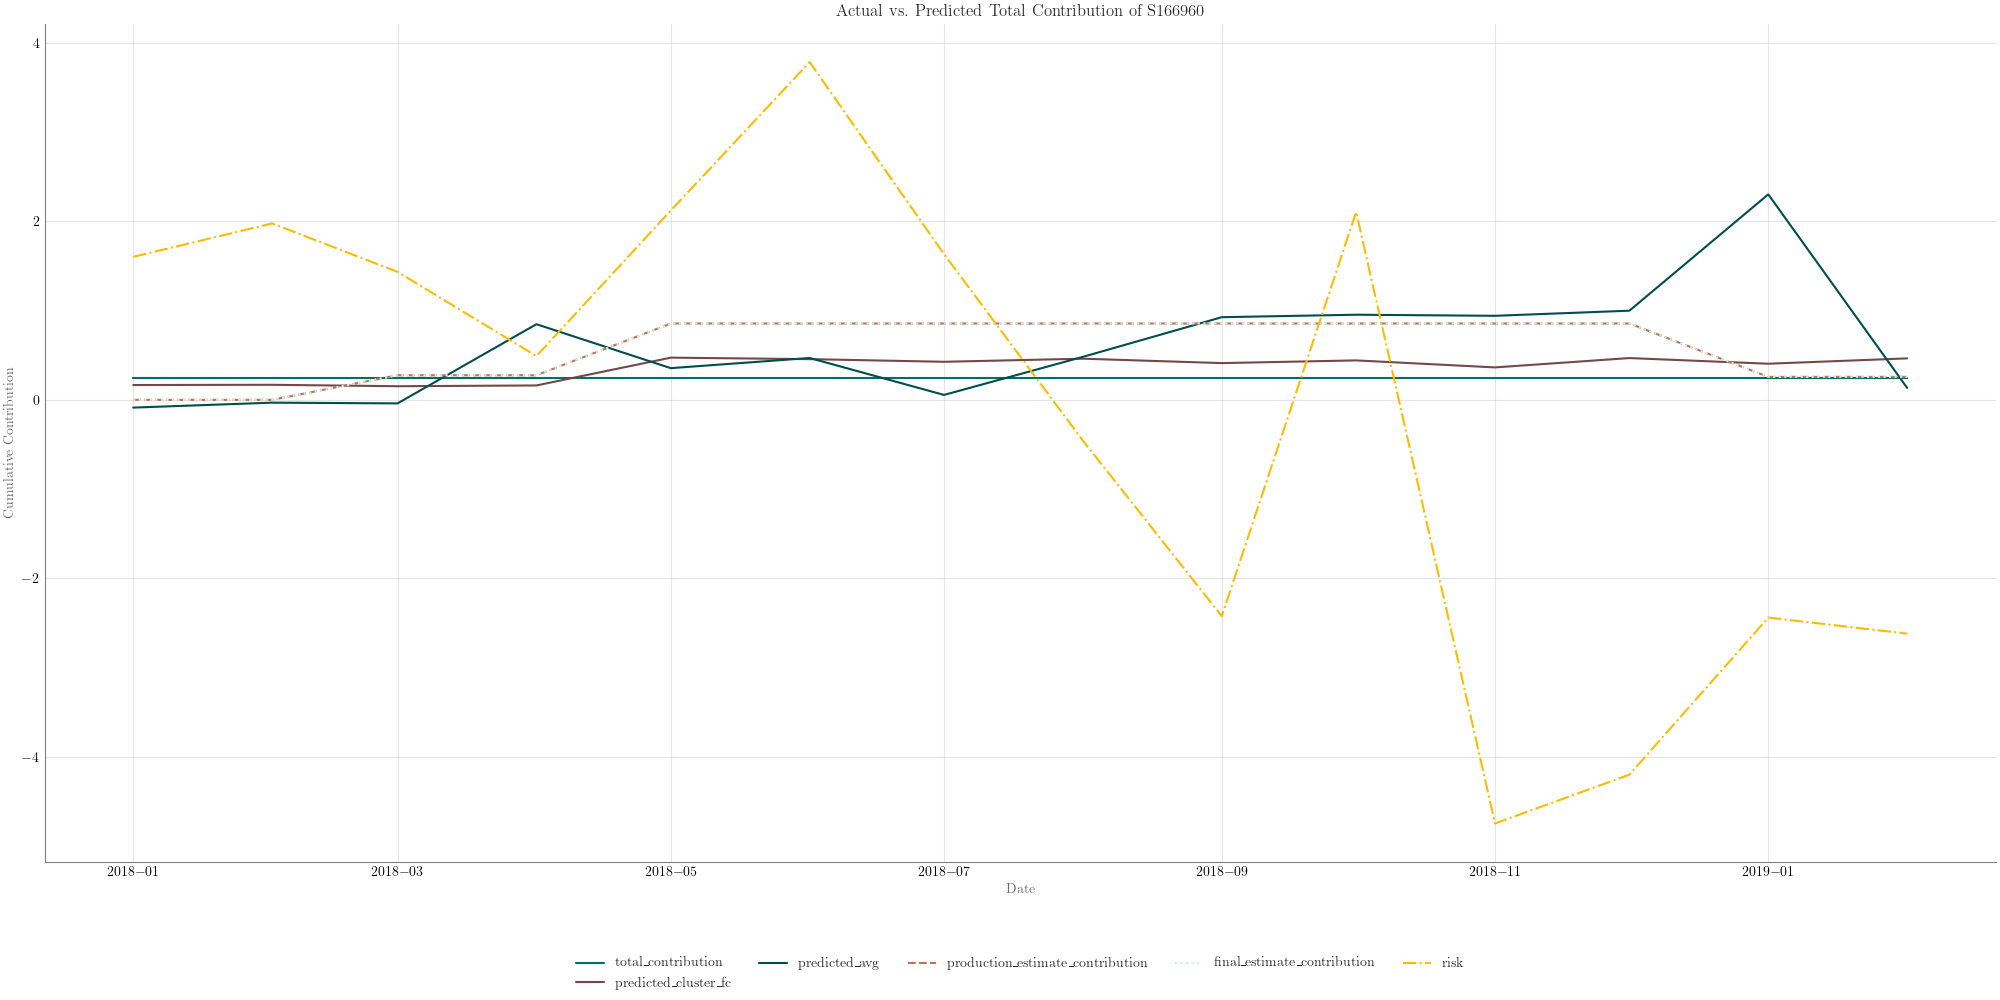 Actual vs. Predicted Total Contribution of S166960
4
2
0
−2
−4
Cumulative Contribution
2018−01 2018−03 2018−05 2018−07 2018−09 2018−11 2019−01
Date
total_contribution predicted_avg production_estimate_contribution final_estimate_contribution risk
predicted_cluster_fc